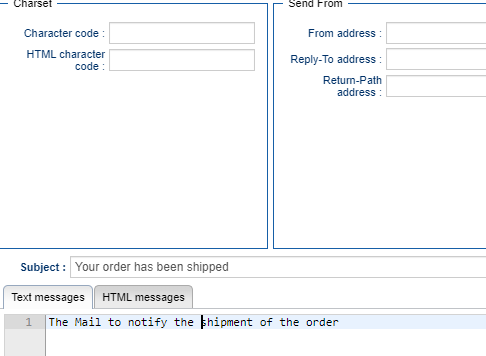 Charset
Character code :
HTML character
code :
Send From
From address :
Reply-To address :
Return-Path
address :
Subject : Your order has been shipped
Text messages HTML messages
1 The Mail to notify the shipment of the order